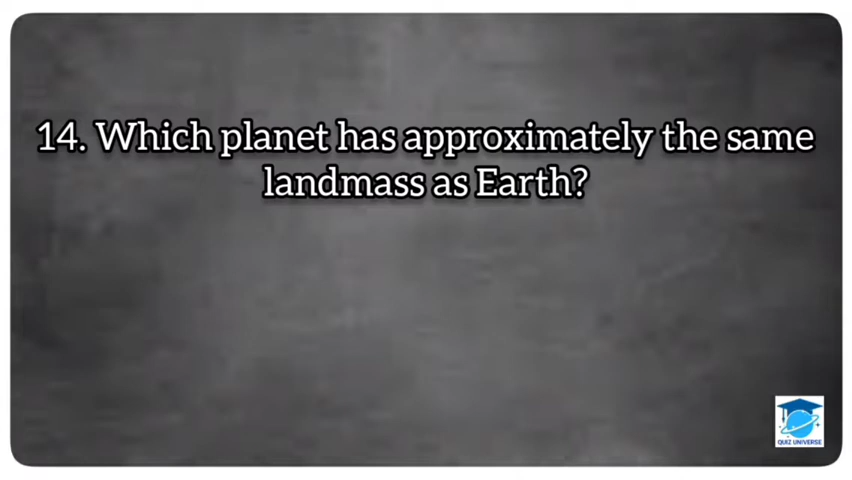 14. Which planet has approximately the same
landmass as Earth?
QUIZ UNIVERSE